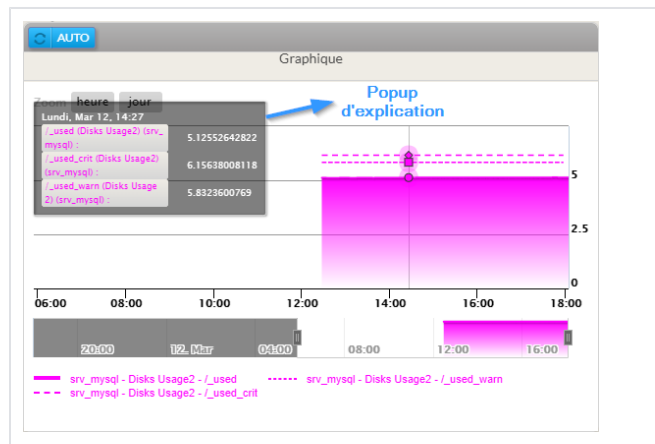 AUTO
Graphique
Zoom heure jour
Popup
d'explication
Lundi, Mar 12, 14:27
/_used (Disks Usage2) (srv_
mysql) :
5.12552642822
/_used_crit (Disks Usage2)
(srv_mysql) :
6.15638008118
/_used_warn (Disks Usage
2) (srv_mysql) :
5.8323600769
5
2.5
0
06:00 08:00 10:00 12:00 14:00 16:00 18:00
20:00 12. Mar 04:00 08:00 12:00 16:00
srv_mysql - Disks Usage2 - /_used srv_mysql - Disks Usage2 - /_used_warn
srv_mysql - Disks Usage2 - /_used_crit